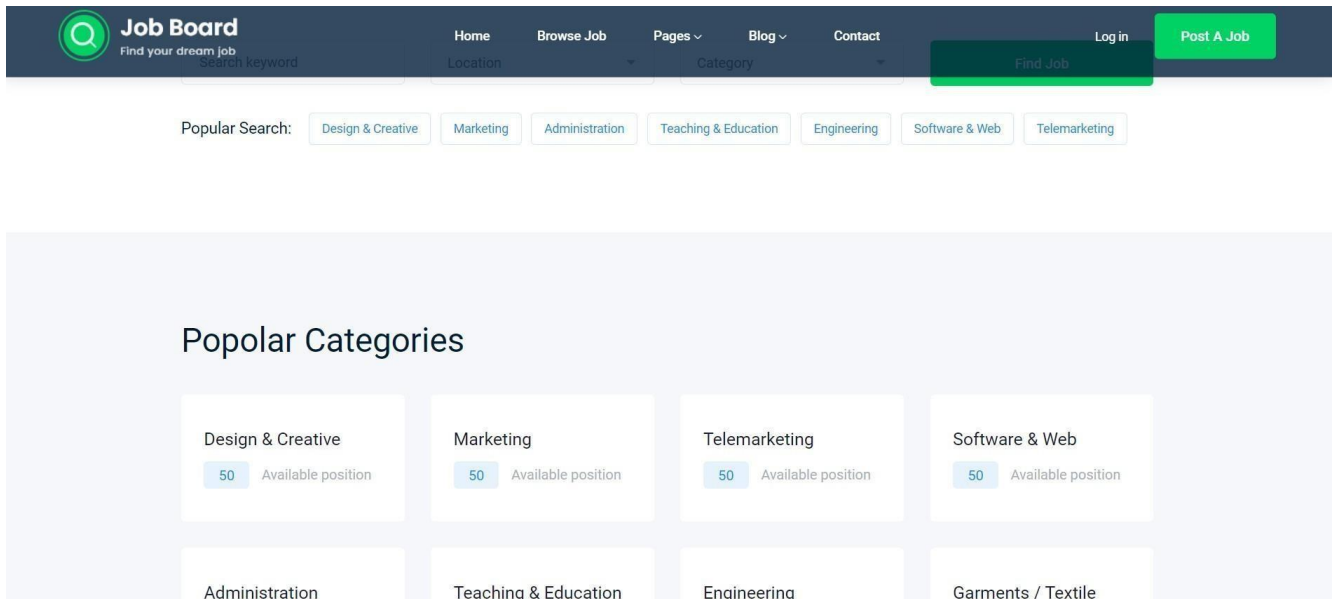 Job Board
Find your dream job
Home Browse Job Pages Blog Contact Log in Post A Job
Search keyword Location Category Find Job
Popular Search: Design & Creative Marketing Administration Teaching & Education Engineering Software & Web Telemarketing
Popolar Categories
Design & Creative Marketing Telemarketing Software & Web
50 Available position 50 Available position 50 Available position 50 Available position
Administration Teaching & Education Engineering Garments / Textile